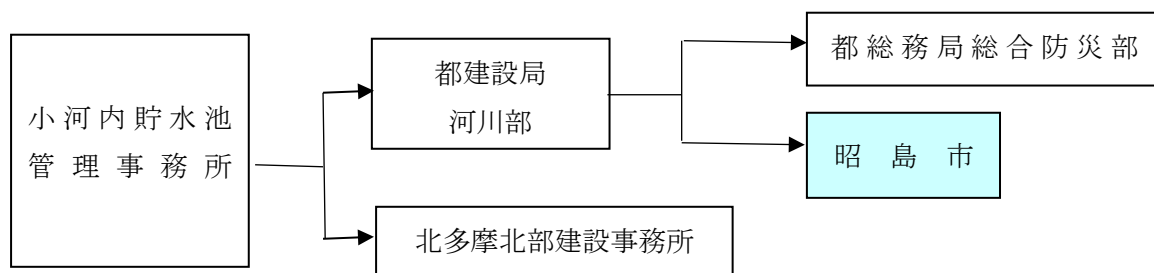 小河内貯水池
管理事務所
都建設局
河川部
北多摩北部建設事務所
都総務局総合防災部
昭島市